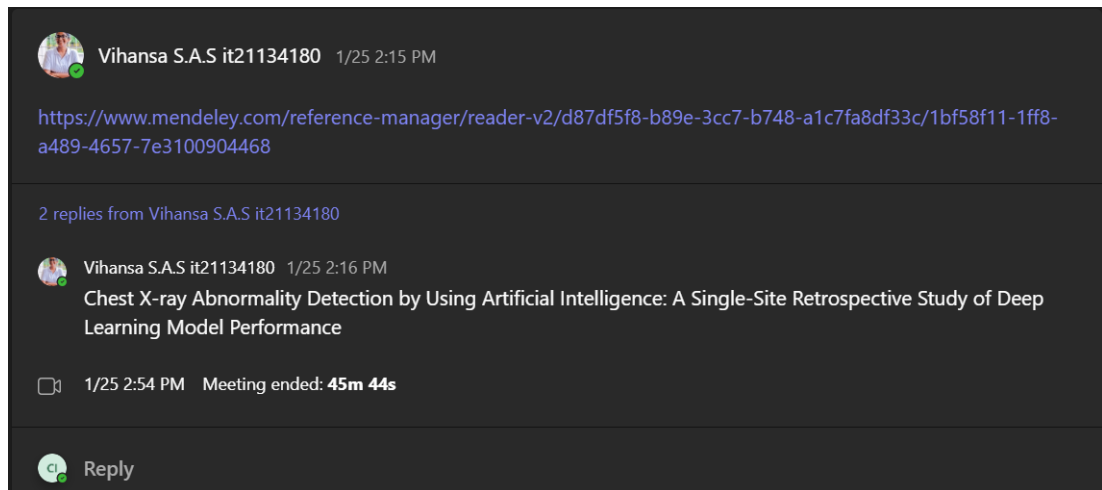 Vihansa S.A.S it21134180 1/25 2:15 PM
https://www.mendeley.com/reference-manager/reader-v2/d87df5f8-b89e-3cc7-b748-a1c7fa8df33c/1bf58f11-1ff8-
a489-4657-7e3100904468
2 replies from Vihansa S.A.S it21134180
Vihansa S.A.S it21134180 1/25 2:16 PM
Chest X-ray Abnormality Detection by Using Artificial Intelligence: A Single-Site Retrospective Study of Deep
Learning Model Performance
1/25 2:54 PM Meeting ended: 45m 44s
CI Reply